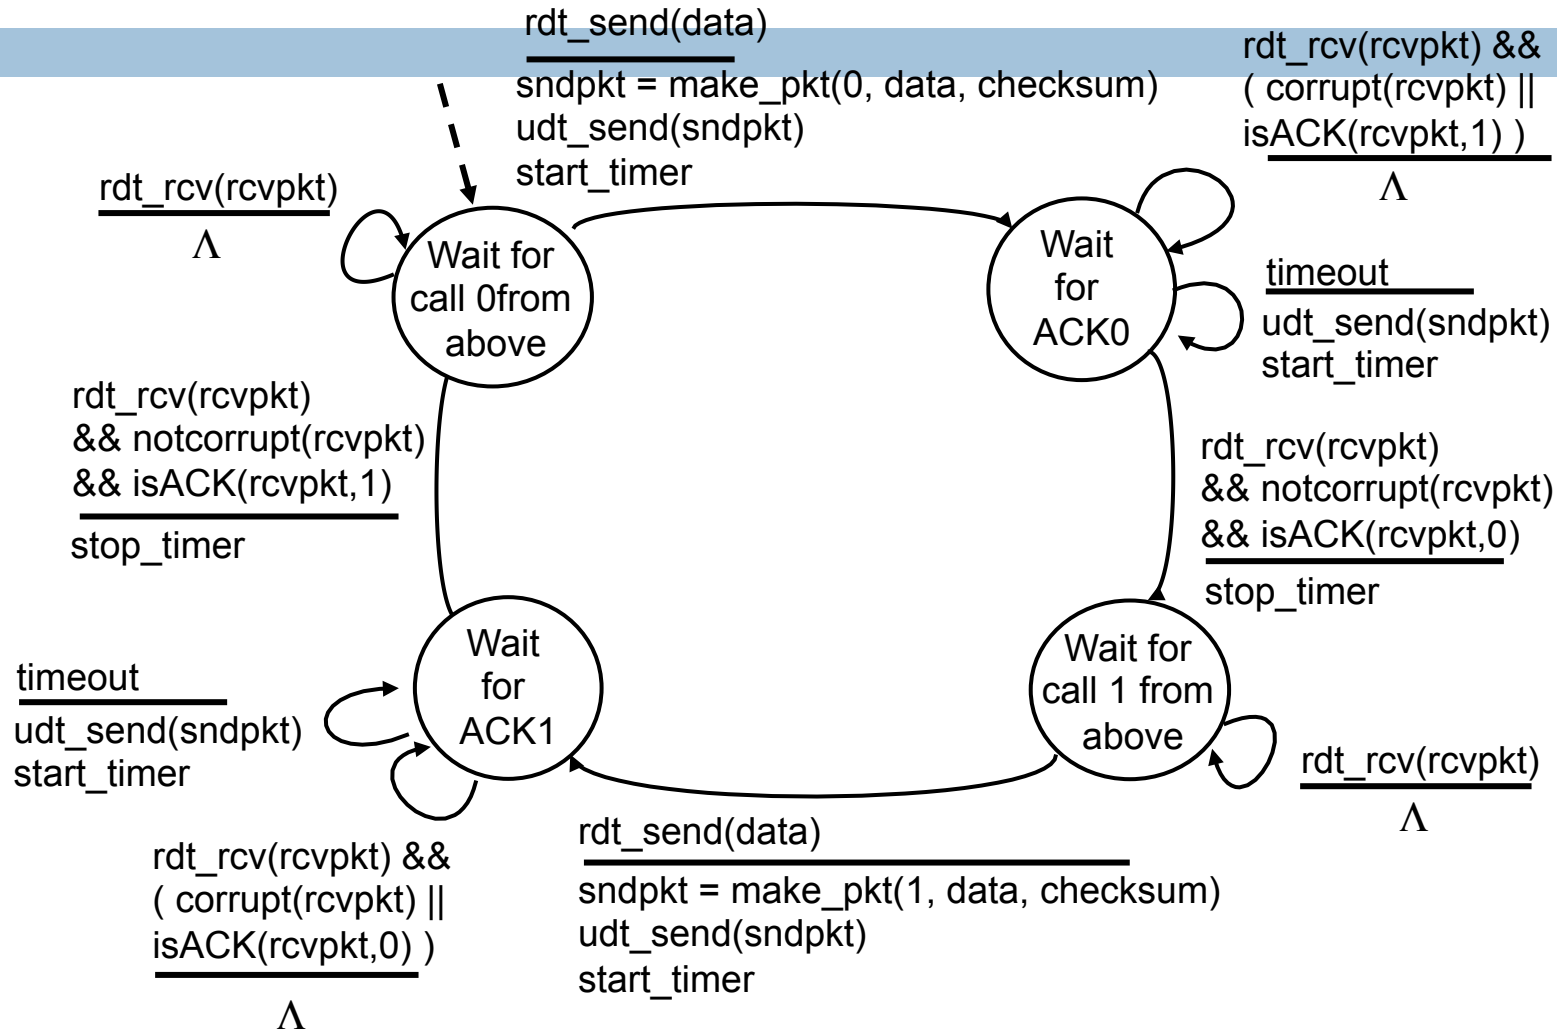 rdt_send(data)
sndpkt = make_pkt(0, data, checksum)
udt_send(sndpkt)
start_timer
rdt_rcv(rcvpkt) &&
( corrupt(rcvpkt) ||
isACK(rcvpkt,1) )
Λ
rdt_rcv(rcvpkt)
Λ
Wait for
call 0from
above
Wait
for
ACK0
timeout
udt_send(sndpkt)
start_timer
rdt_rcv(rcvpkt)
&& notcorrupt(rcvpkt)
&& isACK(rcvpkt,1)
stop_timer
rdt_rcv(rcvpkt)
&& notcorrupt(rcvpkt)
&& isACK(rcvpkt,0)
stop_timer
Wait
for
ACK1
Wait for
call 1 from
above
timeout
udt_send(sndpkt)
start_timer
rdt_rcv(rcvpkt)
Λ
rdt_rcv(rcvpkt) &&
( corrupt(rcvpkt) ||
isACK(rcvpkt,0) )
Λ
rdt_send(data)
sndpkt = make_pkt(1, data, checksum)
udt_send(sndpkt)
start_timer